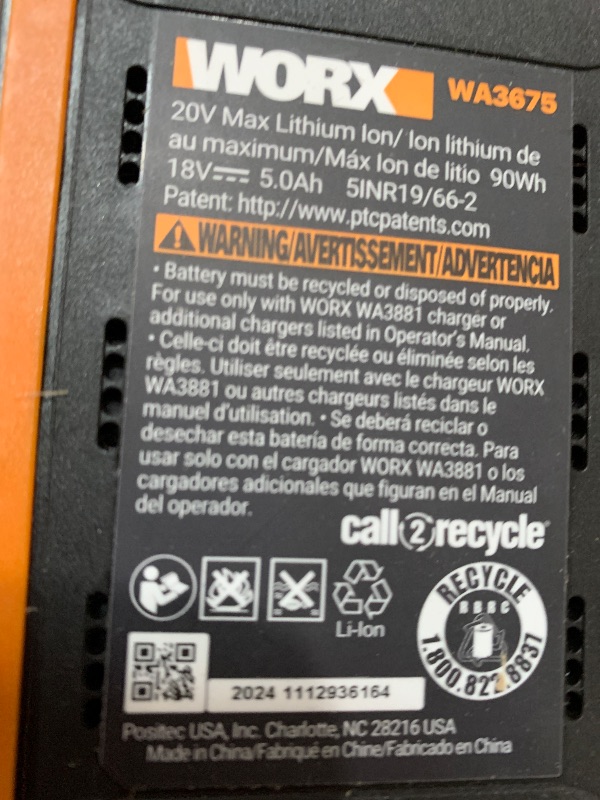 WORX WA3675
20V Max Lithium Ion/ Ion lithium de
au maximum/Máx Ion de litio 90Wh
18V⎓ 5.0Ah 5INR19/66-2
Patent: http://www.ptcpatents.com
WARNING/AVERTISSEMENT/ADVERTENCIA
• Battery must be recycled or disposed of properly.
For use only with WORX WA3881 charger or
additional chargers listed in Operator's Manual.
• Celle-ci doit être recyclée ou éliminée selon les
règles. Utiliser seulement avec le chargeur WORX
WA3881 ou autres chargeurs listés dans le
manuel d'utilisation. • Se deberá reciclar o
desechar esta batería de forma correcta. Para
usar solo con el cargador WORX WA3881 o los
cargadores adicionales que figuran en el Manual
del operador.
call2recycle
RECYCLE
RBRC
1.800.822.8837
Li-Ion
2024 1112936164
Positec USA, Inc. Charlotte, NC 28216 USA
Made in China/Fabriqué en Chine/Fabricado en China